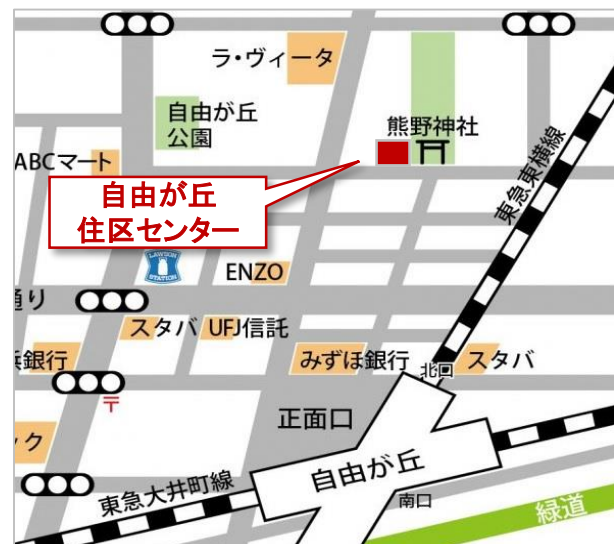 ラ・ヴィータ
自由が丘
公園
熊野神社
ABCマート
東急東横線
自由が丘
住区センター
LAWSON
STATION
ENZO
通り
スタバ
UFJ信託
浜銀行
みずほ銀行
北口
スタバ
〒
正面口
ック
自由が丘
東急大井町線
南口
緑道